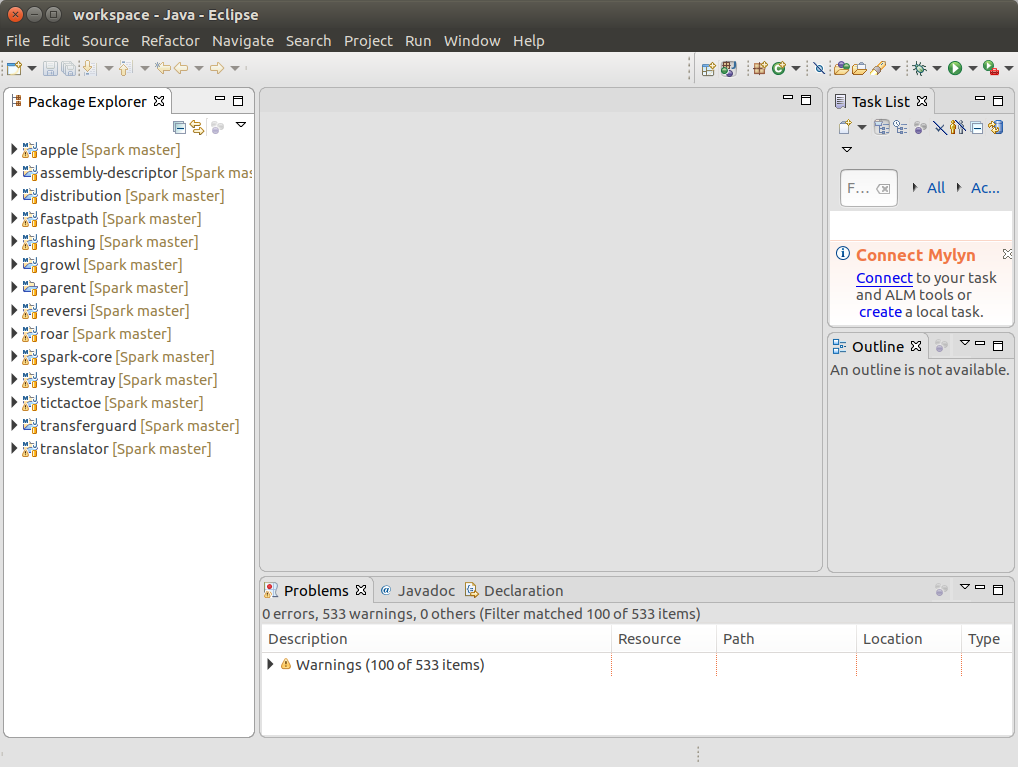 workspace - Java - Eclipse
File Edit Source Refactor Navigate Search Project Run Window Help
Package Explorer
apple [Spark master]
assembly-descriptor [Spark mas
distribution [Spark master]
fastpath [Spark master]
flashing [Spark master]
growl [Spark master]
parent [Spark master]
reversi [Spark master]
roar [Spark master]
spark-core [Spark master]
systemtray [Spark master]
tictactoe [Spark master]
transferguard [Spark master]
translator [Spark master]
Task List
F... All Ac...
Connect Mylyn
Connect to your task
and ALM tools or
create a local task.
Outline
An outline is not available.
Problems Javadoc Declaration
0 errors, 533 warnings, 0 others (Filter matched 100 of 533 items)
Description Resource Path Location Type
Warnings (100 of 533 items)